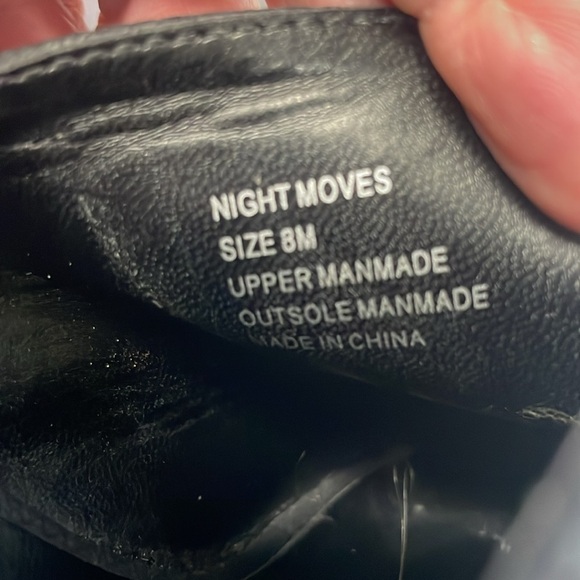 NIGHT MOVES
SIZE 8M
UPPER MANMADE
OUTSOLE MANMADE
MADE IN CHINA